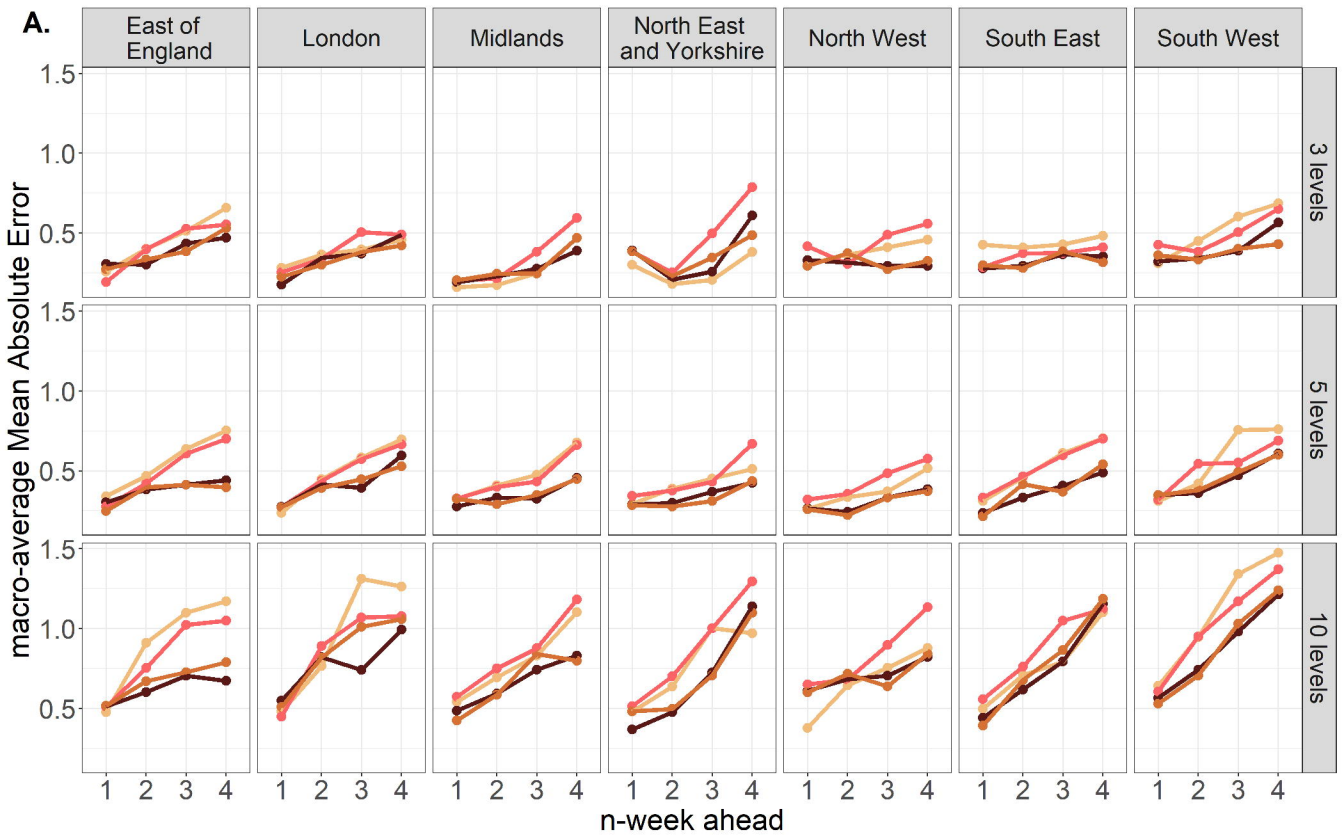 A.
East of
England
London
Midlands
North East
and Yorkshire
North West
South East
South West
macro-average Mean Absolute Error
1.5
1.0
0.5
3 levels
1.5
1.0
0.5
5 levels
1.5
1.0
0.5
10 levels
1 2 3 4
1 2 3 4
1 2 3 4
1 2 3 4
1 2 3 4
1 2 3 4
1 2 3 4
n-week ahead